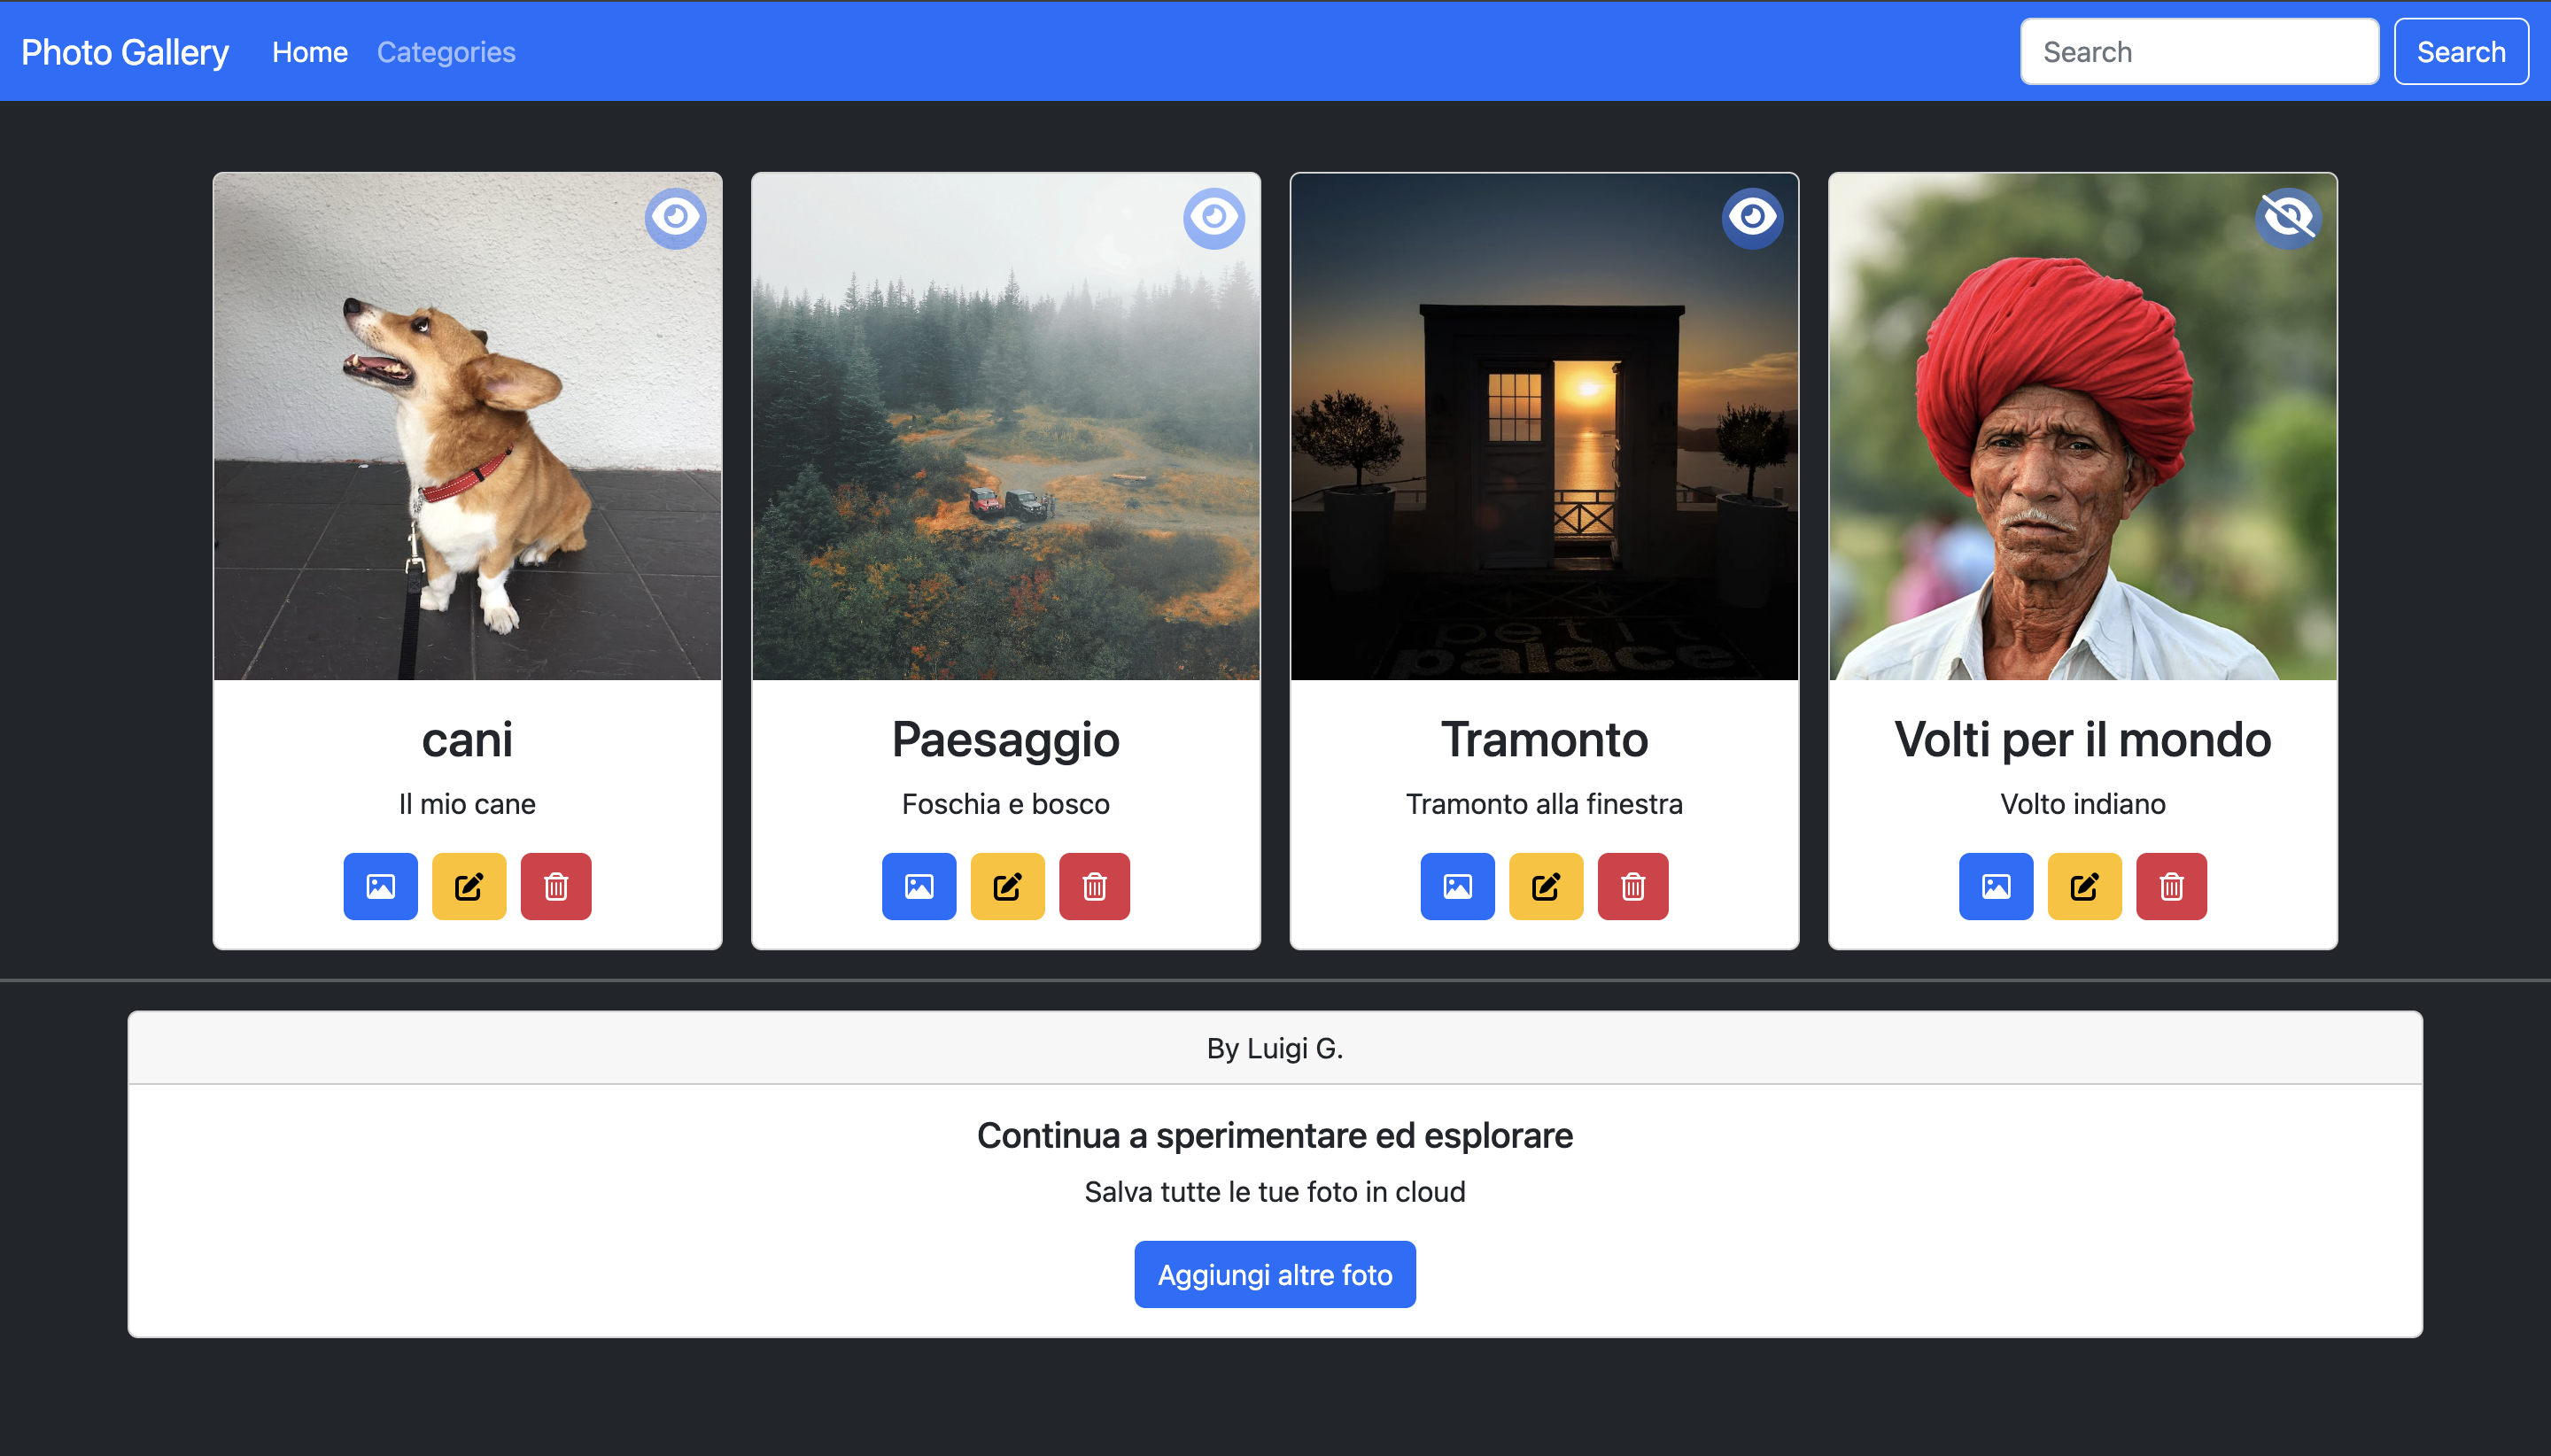 Photo Gallery Home Categories Search Search
petit
palace
cani
Il mio cane
Paesaggio
Foschia e bosco
Tramonto
Tramonto alla finestra
Volti per il mondo
Volto indiano
By Luigi G.
Continua a sperimentare ed esplorare
Salva tutte le tue foto in cloud
Aggiungi altre foto